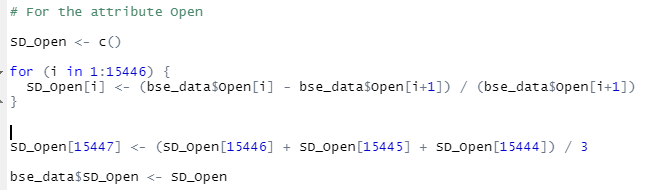 # For the attribute Open
SD_Open <- c()
for (i in 1:15446) {
  SD_Open[i] <- (bse_data$Open[i] - bse_data$Open[i+1]) / (bse_data$Open[i+1])
}
SD_Open[15447] <- (SD_Open[15446] + SD_Open[15445] + SD_Open[15444]) / 3
bse_data$SD_Open <- SD_Open